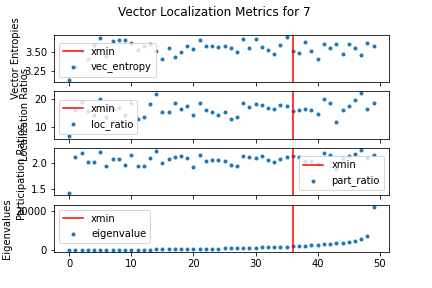 Vector Localization Metrics for 7
Vector Entropies
3.50
3.25
xmin
vec_entropy
Localization Ratios
20
10
xmin
loc_ratio
Participation Ratios
2.0
1.5
xmin
part_ratio
Eigenvalues
20000
0
xmin
eigenvalue
0
10
20
30
40
50